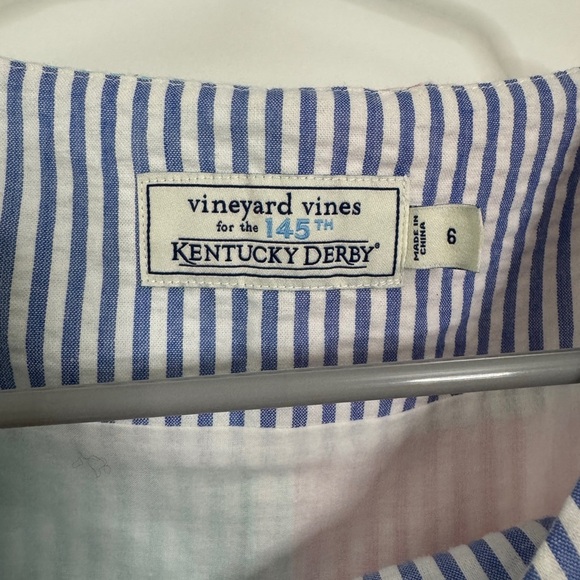 vineyard vines
for the 145TH
KENTUCKY DERBY®
MADE IN
CHINA
6